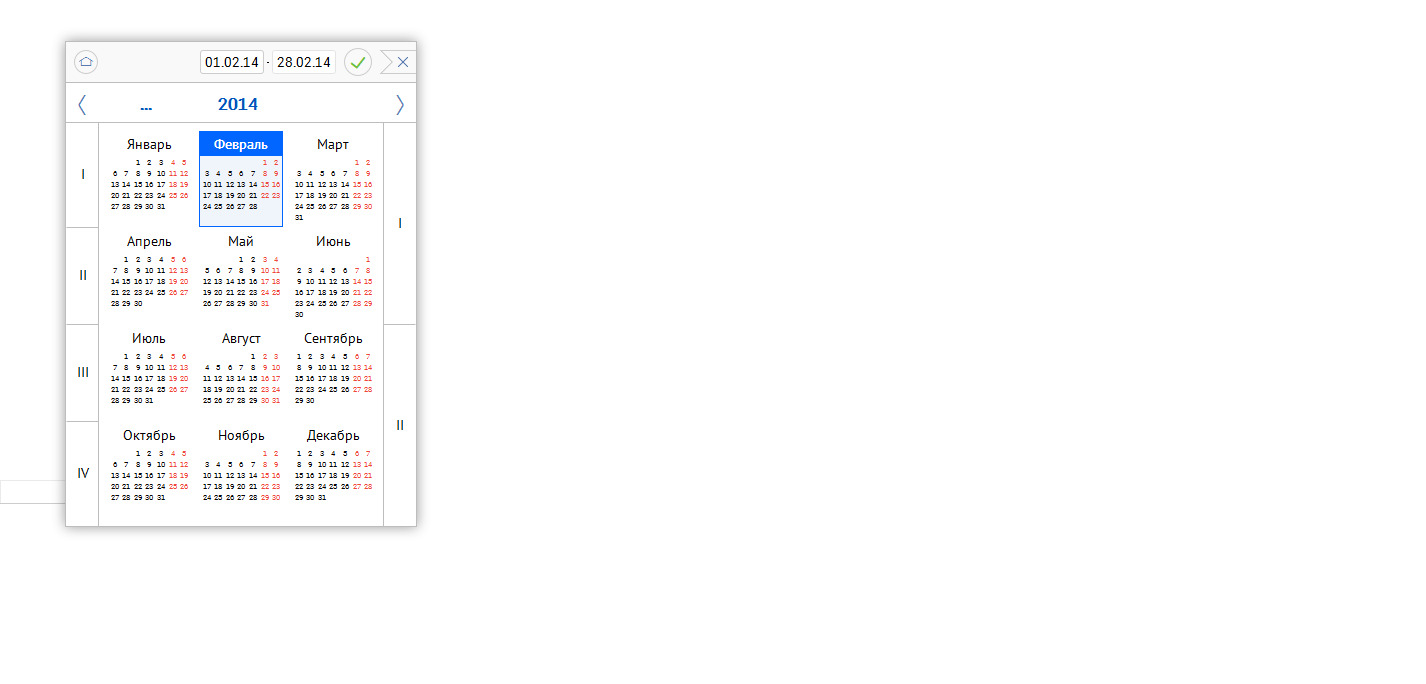 01.02.14 - 28.02.14
... 2014
Январь Февраль Март
1 2 3 4 5 1 2 1 2
I 6 7 8 9 10 11 12 3 4 5 6 7 8 9 3 4 5 6 7 8 9
13 14 15 16 17 18 19 10 11 12 13 14 15 16 10 11 12 13 14 15 16
20 21 22 23 24 25 26 17 18 19 20 21 22 23 17 18 19 20 21 22 23
27 28 29 30 31 24 25 26 27 28 24 25 26 27 28 29 30
31
I
Апрель Май Июнь
1 2 3 4 5 6 1 2 3 4 1
II 7 8 9 10 11 12 13 5 6 7 8 9 10 11 2 3 4 5 6 7 8
14 15 16 17 18 19 20 12 13 14 15 16 17 18 9 10 11 12 13 14 15
21 22 23 24 25 26 27 19 20 21 22 23 24 25 16 17 18 19 20 21 22
28 29 30 26 27 28 29 30 31 23 24 25 26 27 28 29
30
Июль Август Сентябрь
1 2 3 4 5 6 1 2 3 1 2 3 4 5 6 7
III 7 8 9 10 11 12 13 4 5 6 7 8 9 10 8 9 10 11 12 13 14
14 15 16 17 18 19 20 11 12 13 14 15 16 17 15 16 17 18 19 20 21
21 22 23 24 25 26 27 18 19 20 21 22 23 24 22 23 24 25 26 27 28
28 29 30 31 25 26 27 28 29 30 31 29 30
II
Октябрь Ноябрь Декабрь
1 2 3 4 5 1 2 1 2 3 4 5 6 7
IV 6 7 8 9 10 11 12 3 4 5 6 7 8 9 8 9 10 11 12 13 14
13 14 15 16 17 18 19 10 11 12 13 14 15 16 15 16 17 18 19 20 21
20 21 22 23 24 25 26 17 18 19 20 21 22 23 22 23 24 25 26 27 28
27 28 29 30 31 24 25 26 27 28 29 30 29 30 31